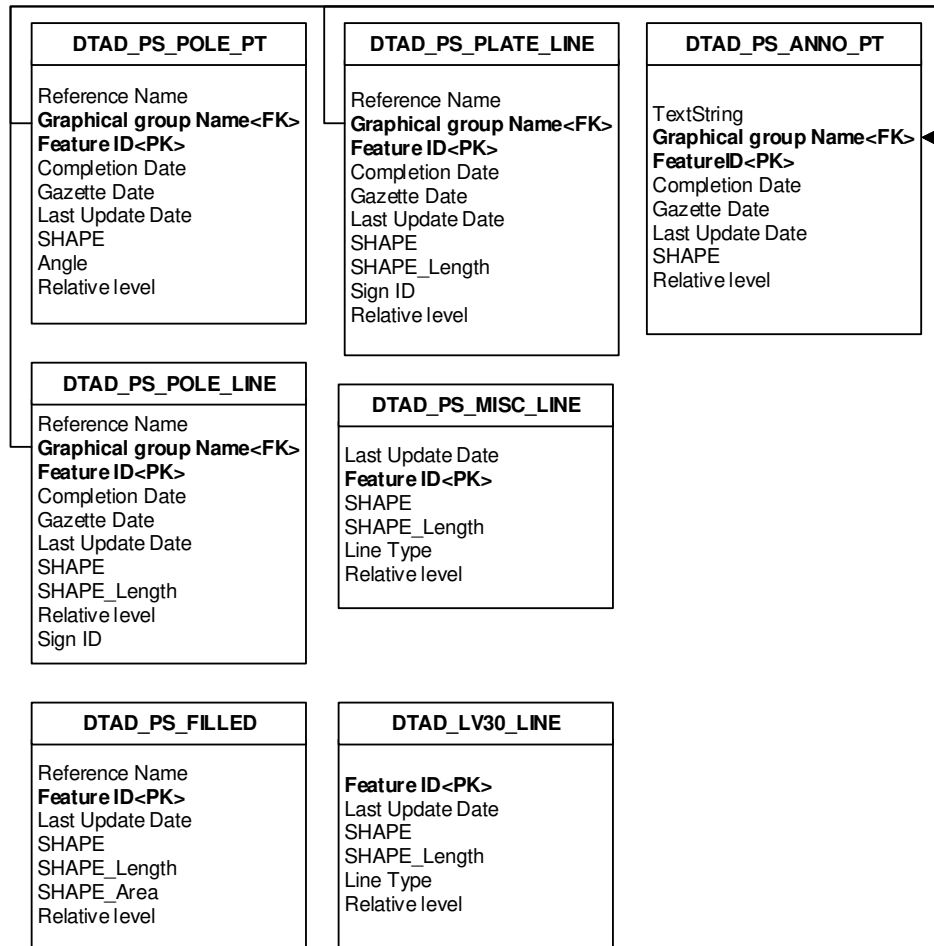 DTAD_PS_POLE_PT
Reference Name
Graphical group Name<FK>
Feature ID<PK>
Completion Date
Gazette Date
Last Update Date
SHAPE
Angle
Relative level
DTAD_PS_PLATE_LINE
Reference Name
Graphical group Name<FK>
Feature ID<PK>
Completion Date
Gazette Date
Last Update Date
SHAPE
SHAPE_Length
Sign ID
Relative level
DTAD_PS_ANNO_PT
TextString
Graphical group Name<FK>
FeatureID<PK>
Completion Date
Gazette Date
Last Update Date
SHAPE
Relative level
DTAD_PS_POLE_LINE
Reference Name
Graphical group Name<FK>
Feature ID<PK>
Completion Date
Gazette Date
Last Update Date
SHAPE
SHAPE_Length
Relative level
Sign ID
DTAD_PS_MISC_LINE
Last Update Date
Feature ID<PK>
SHAPE
SHAPE_Length
Line Type
Relative level
DTAD_PS_FILLED
Reference Name
Feature ID<PK>
Last Update Date
SHAPE
SHAPE_Length
SHAPE_Area
Relative level
DTAD_LV30_LINE
Feature ID<PK>
Last Update Date
SHAPE
SHAPE_Length
Line Type
Relative level